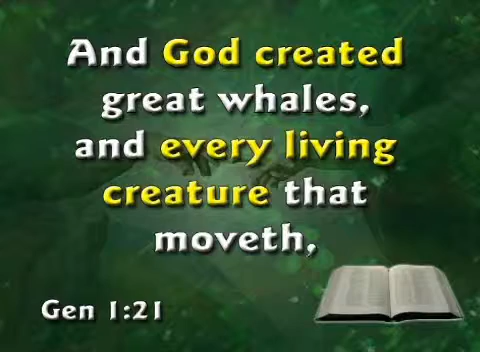 And God created
great whales,
and every living
creature that
moveth,
Gen 1:21